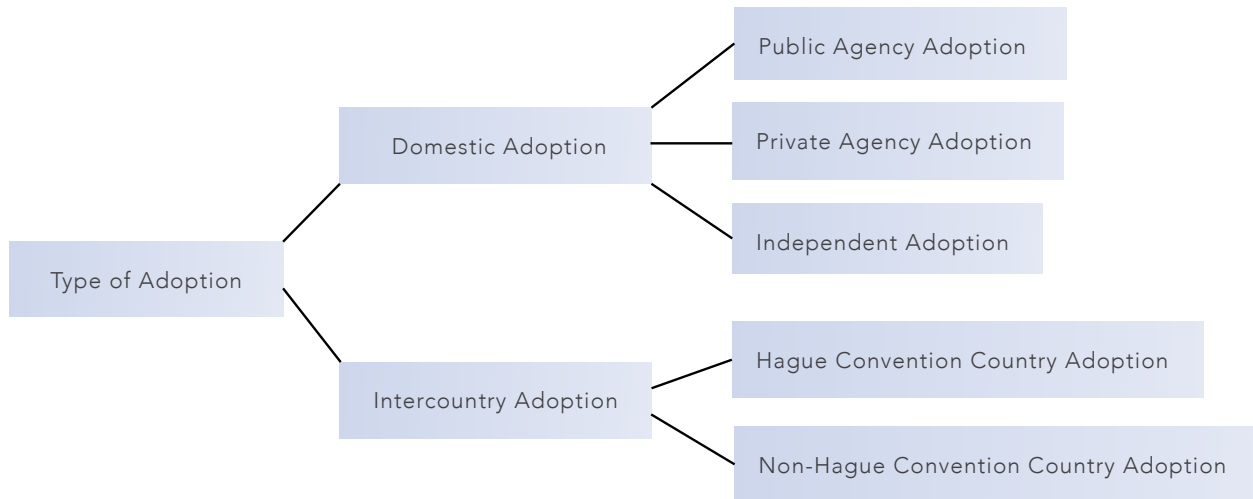 Type of Adoption
Domestic Adoption
Public Agency Adoption
Private Agency Adoption
Independent Adoption
Intercountry Adoption
Hague Convention Country Adoption
Non-Hague Convention Country Adoption